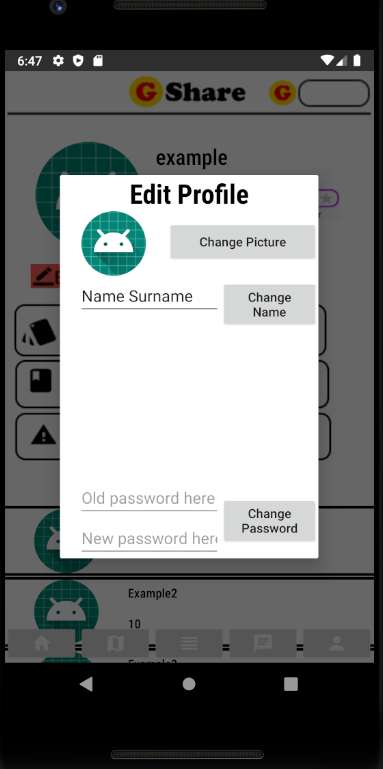 6:47
G Share G
example
Edit Profile
Change Picture
Name Surname
Change
Name
Old password here
Change
Password
New password here
Example2
10